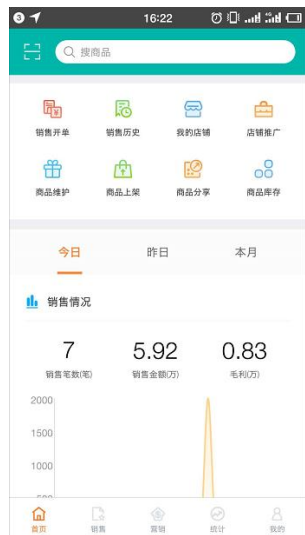 3 16:22
搜商品
销售开单 销售历史 我的店铺 店铺推广
商品维护 商品上架 商品分享 商品库存
今日 昨日 本月
销售情况
7 5.92 0.83
销售笔数(笔) 销售金额(万) 毛利(万)
2000
1500
1000
500
首页 销售 营销 统计 我的